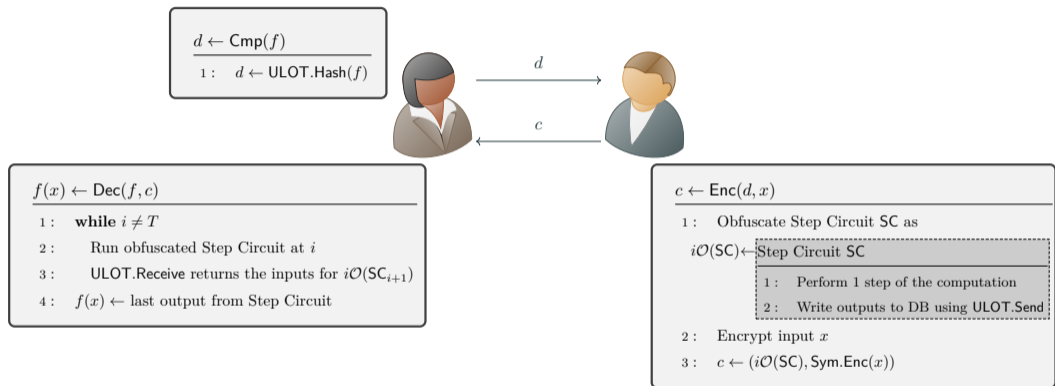 d ← Cmp(f)
1 : d ← ULOT.Hash(f)
d
c
f(x) ← Dec(f, c)
1 : while i ≠ T
2 : Run obfuscated Step Circuit at i
3 : ULOT.Receive returns the inputs for iO(SCᵢ₊₁)
4 : f(x) ← last output from Step Circuit
c ← Enc(d, x)
1 : Obfuscate Step Circuit SC as
iO(SC)← Step Circuit SC
1 : Perform 1 step of the computation
2 : Write outputs to DB using ULOT.Send
2 : Encrypt input x
3 : c ← (iO(SC), Sym.Enc(x))